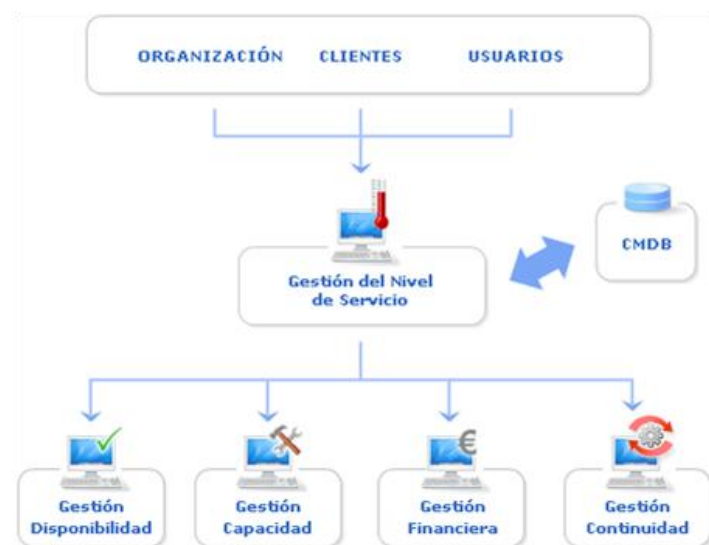 ORGANIZACIÓN CLIENTES USUARIOS
CMDB
Gestión del Nivel
de Servicio
Gestión
Disponibilidad
Gestión
Capacidad
€
Gestión
Financiera
Gestión
Continuidad